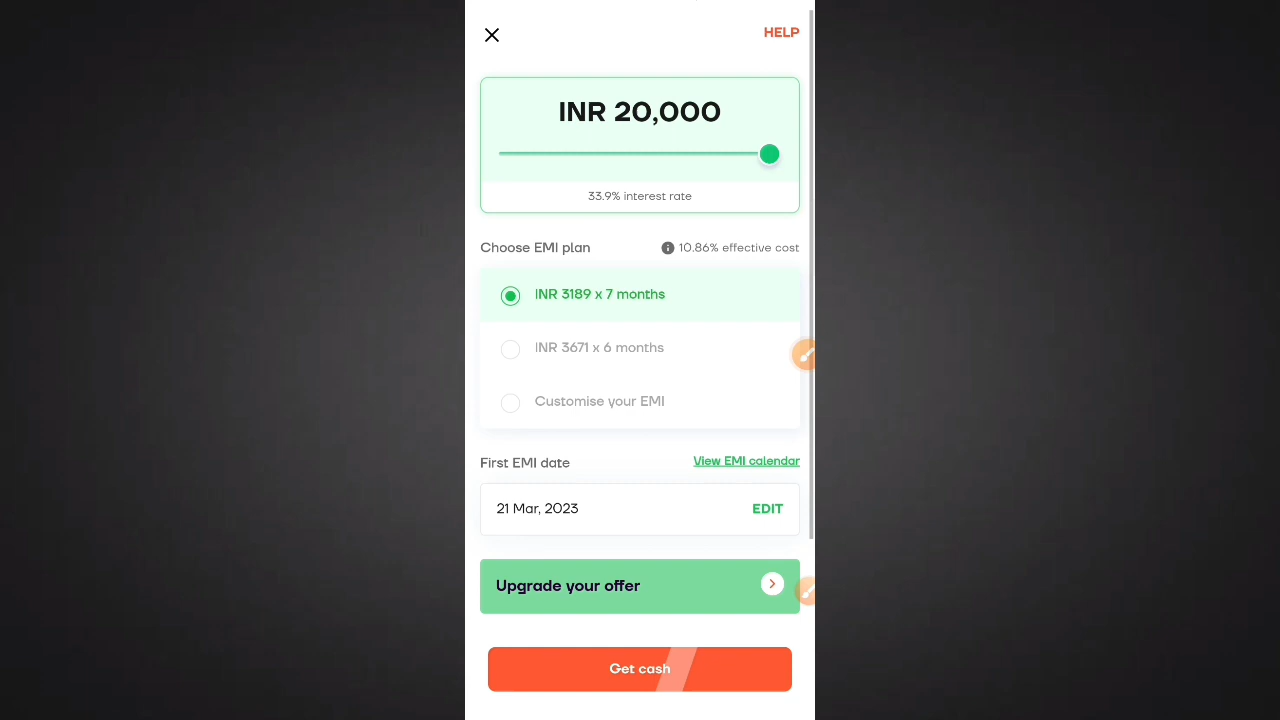 HELP
INR 20,000
33.9% interest rate
Choose EMI plan
10.86% effective cost
INR 3189 x 7 months
INR 3671 x 6 months
Customise your EMI
First EMI date
View EMI calendar
21 Mar, 2023
EDIT
Upgrade your offer
Get cash